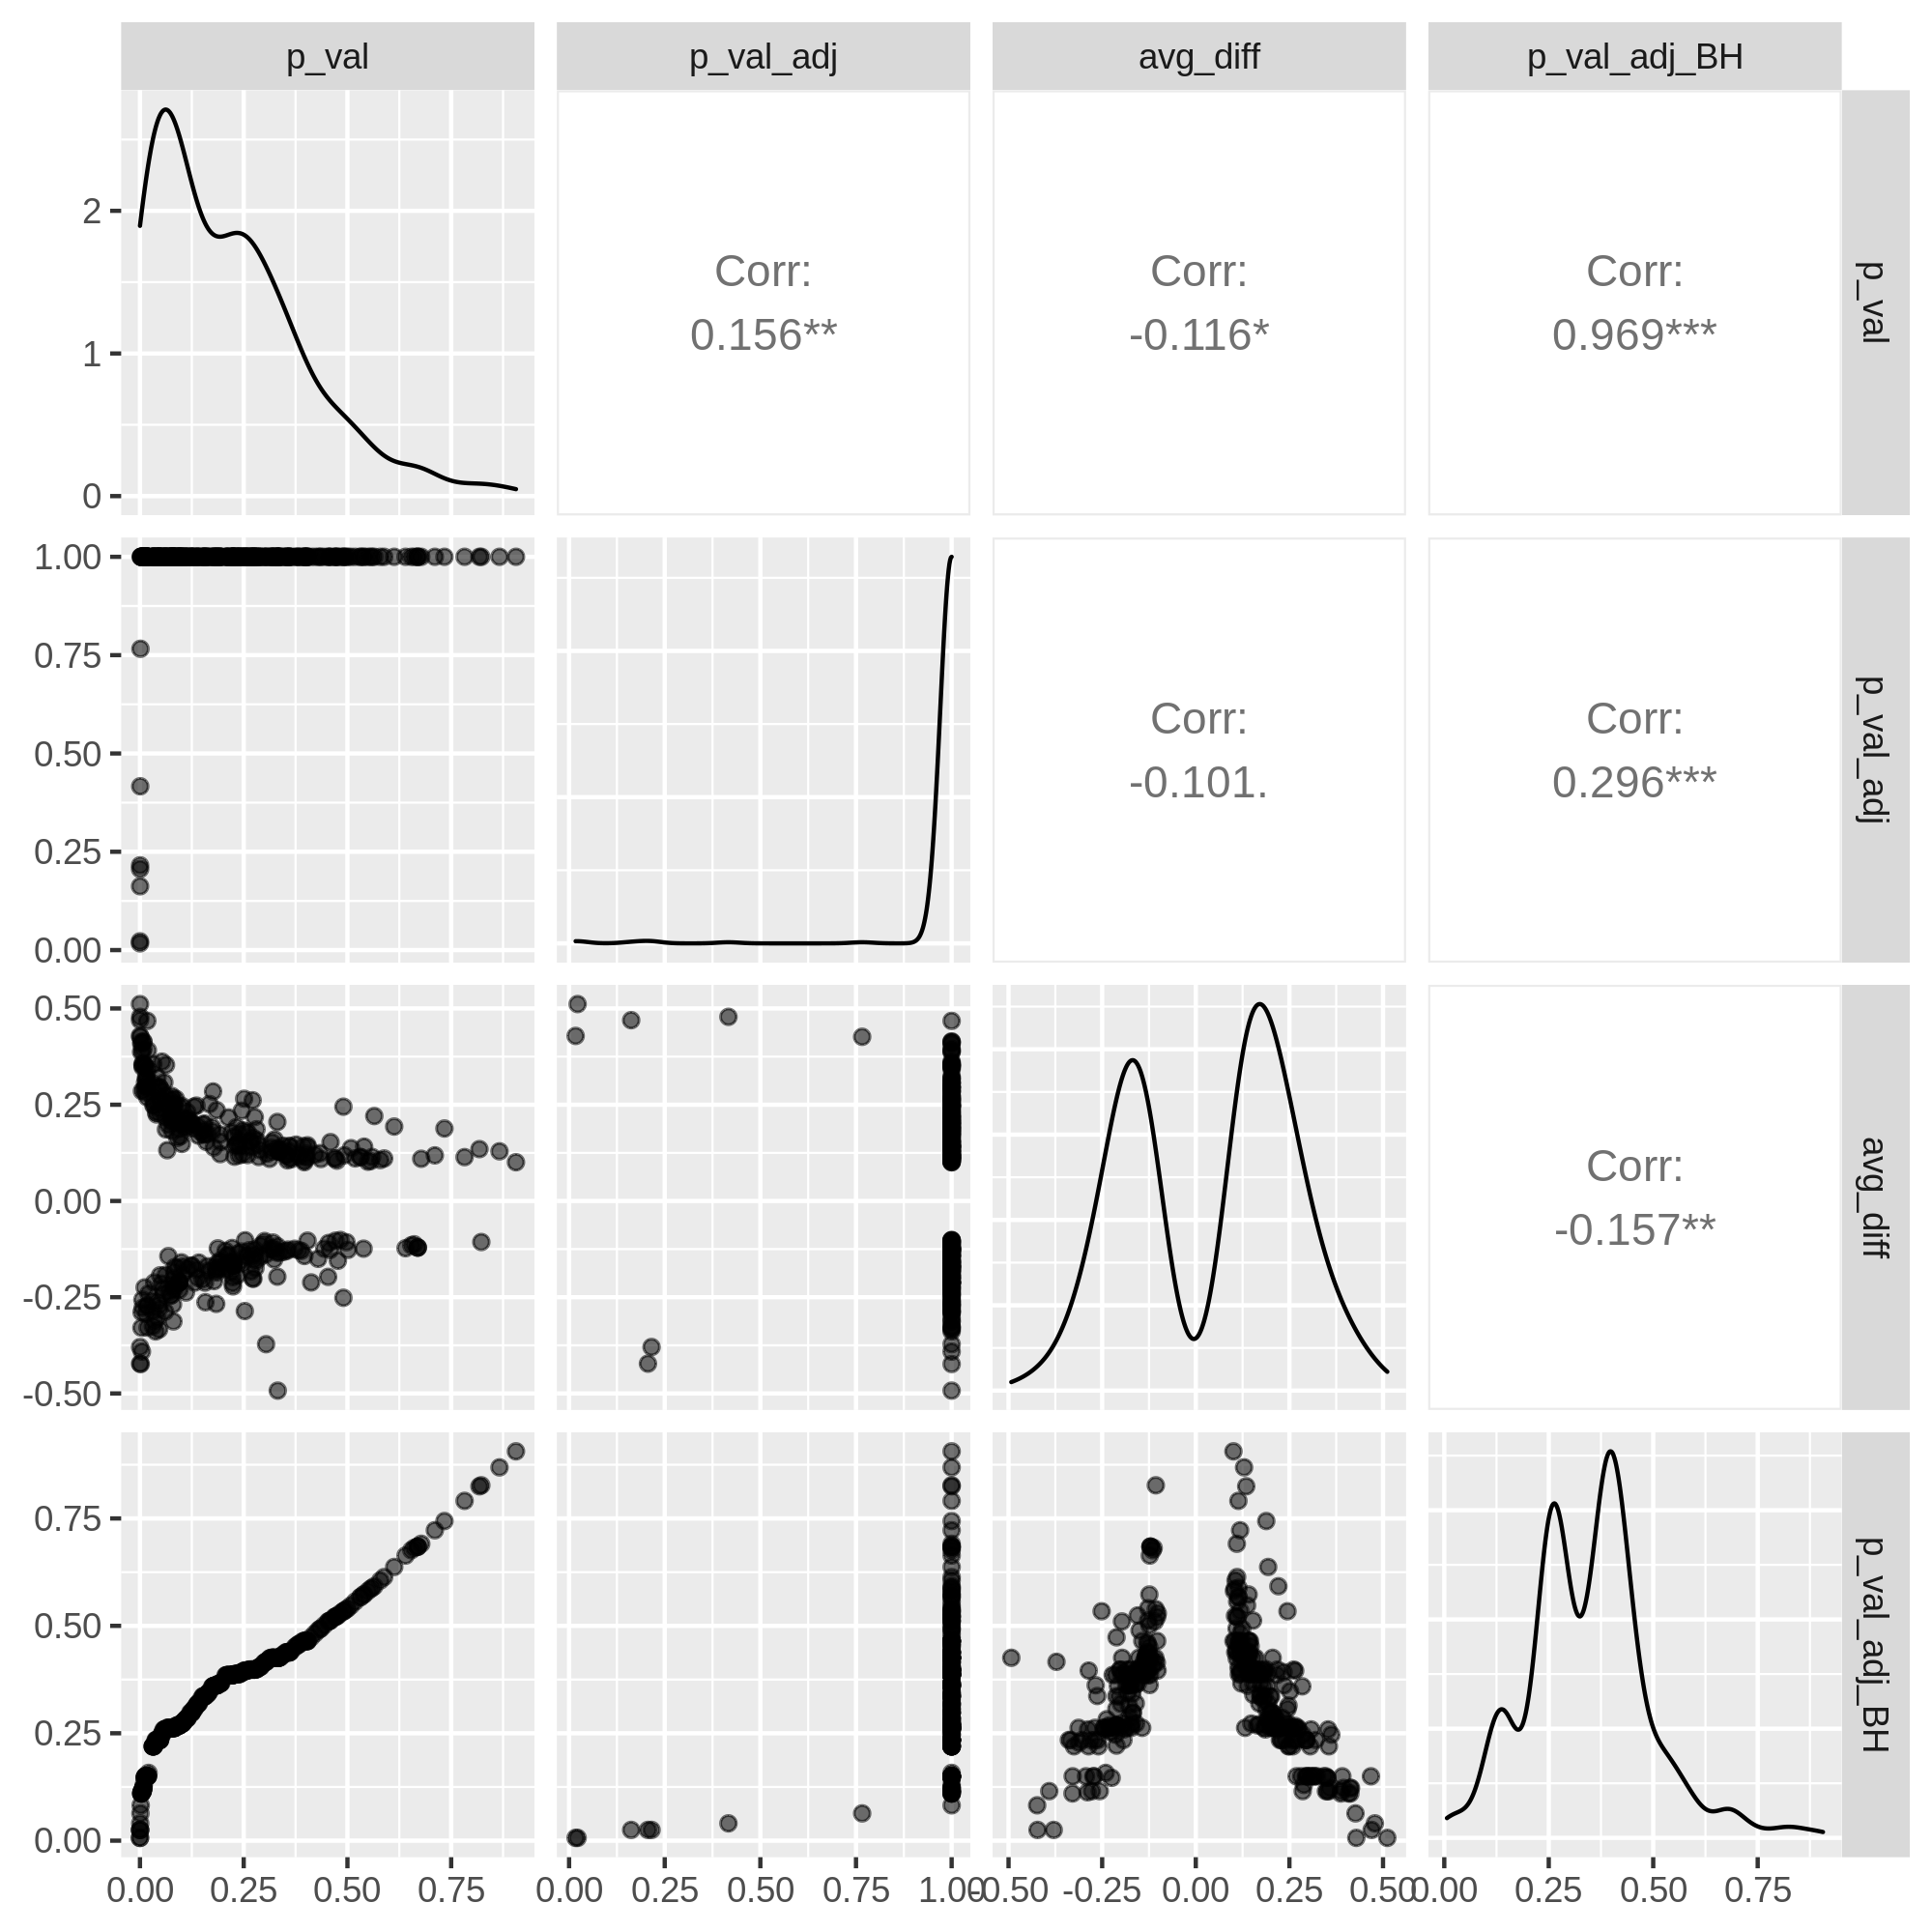 p_val p_val_adj avg_diff p_val_adj_BH
2
1
0
Corr:
0.156**
Corr:
-0.116*
Corr:
0.969***
p_val
1.00
0.75
0.50
0.25
0.00
Corr:
-0.101.
Corr:
0.296***
p_val_adj
0.50
0.25
0.00
-0.25
-0.50
Corr:
-0.157**
avg_diff
0.75
0.50
0.25
0.00
p_val_adj_BH
0.00 0.25 0.50 0.75
0.00 0.25 0.50 0.75 1.00
-0.50 -0.25 0.00 0.25 0.50
0.00 0.25 0.50 0.75